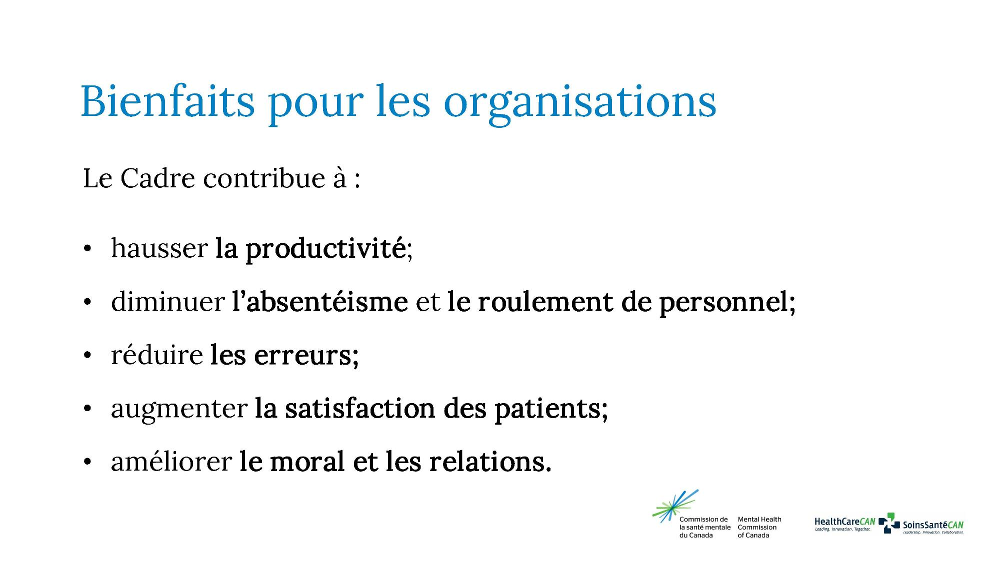 Bienfaits pour les organisations
Le Cadre contribue à :
• hausser la productivité;
• diminuer l’absentéisme et le roulement de personnel;
• réduire les erreurs;
• augmenter la satisfaction des patients;
• améliorer le moral et les relations.
Commission de
la santé mentale
du Canada
Mental Health
Commission
of Canada
HealthCareCAN
Leading. Innovation. Together.
SoinsSantéCAN
Leadership. Innovation. Collaboration.